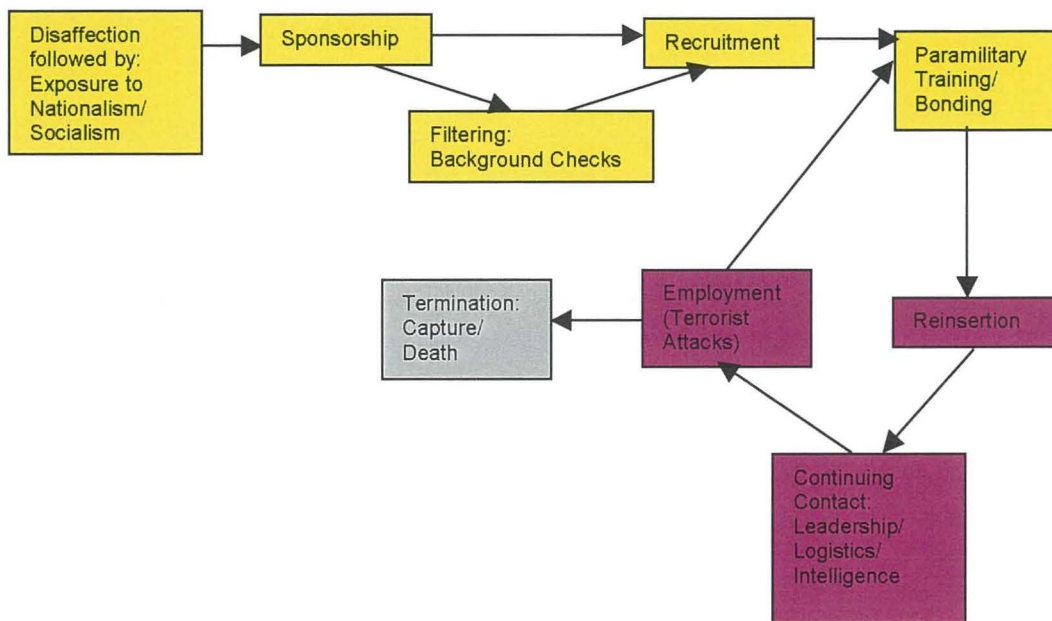 Disaffection
followed by:
Exposure to
Nationalism/
Socialism
Sponsorship
Filtering:
Background Checks
Recruitment
Paramilitary
Training/
Bonding
Reinsertion
Continuing
Contact:
Leadership/
Logistics/
Intelligence
Employment
(Terrorist
Attacks)
Termination:
Capture/
Death